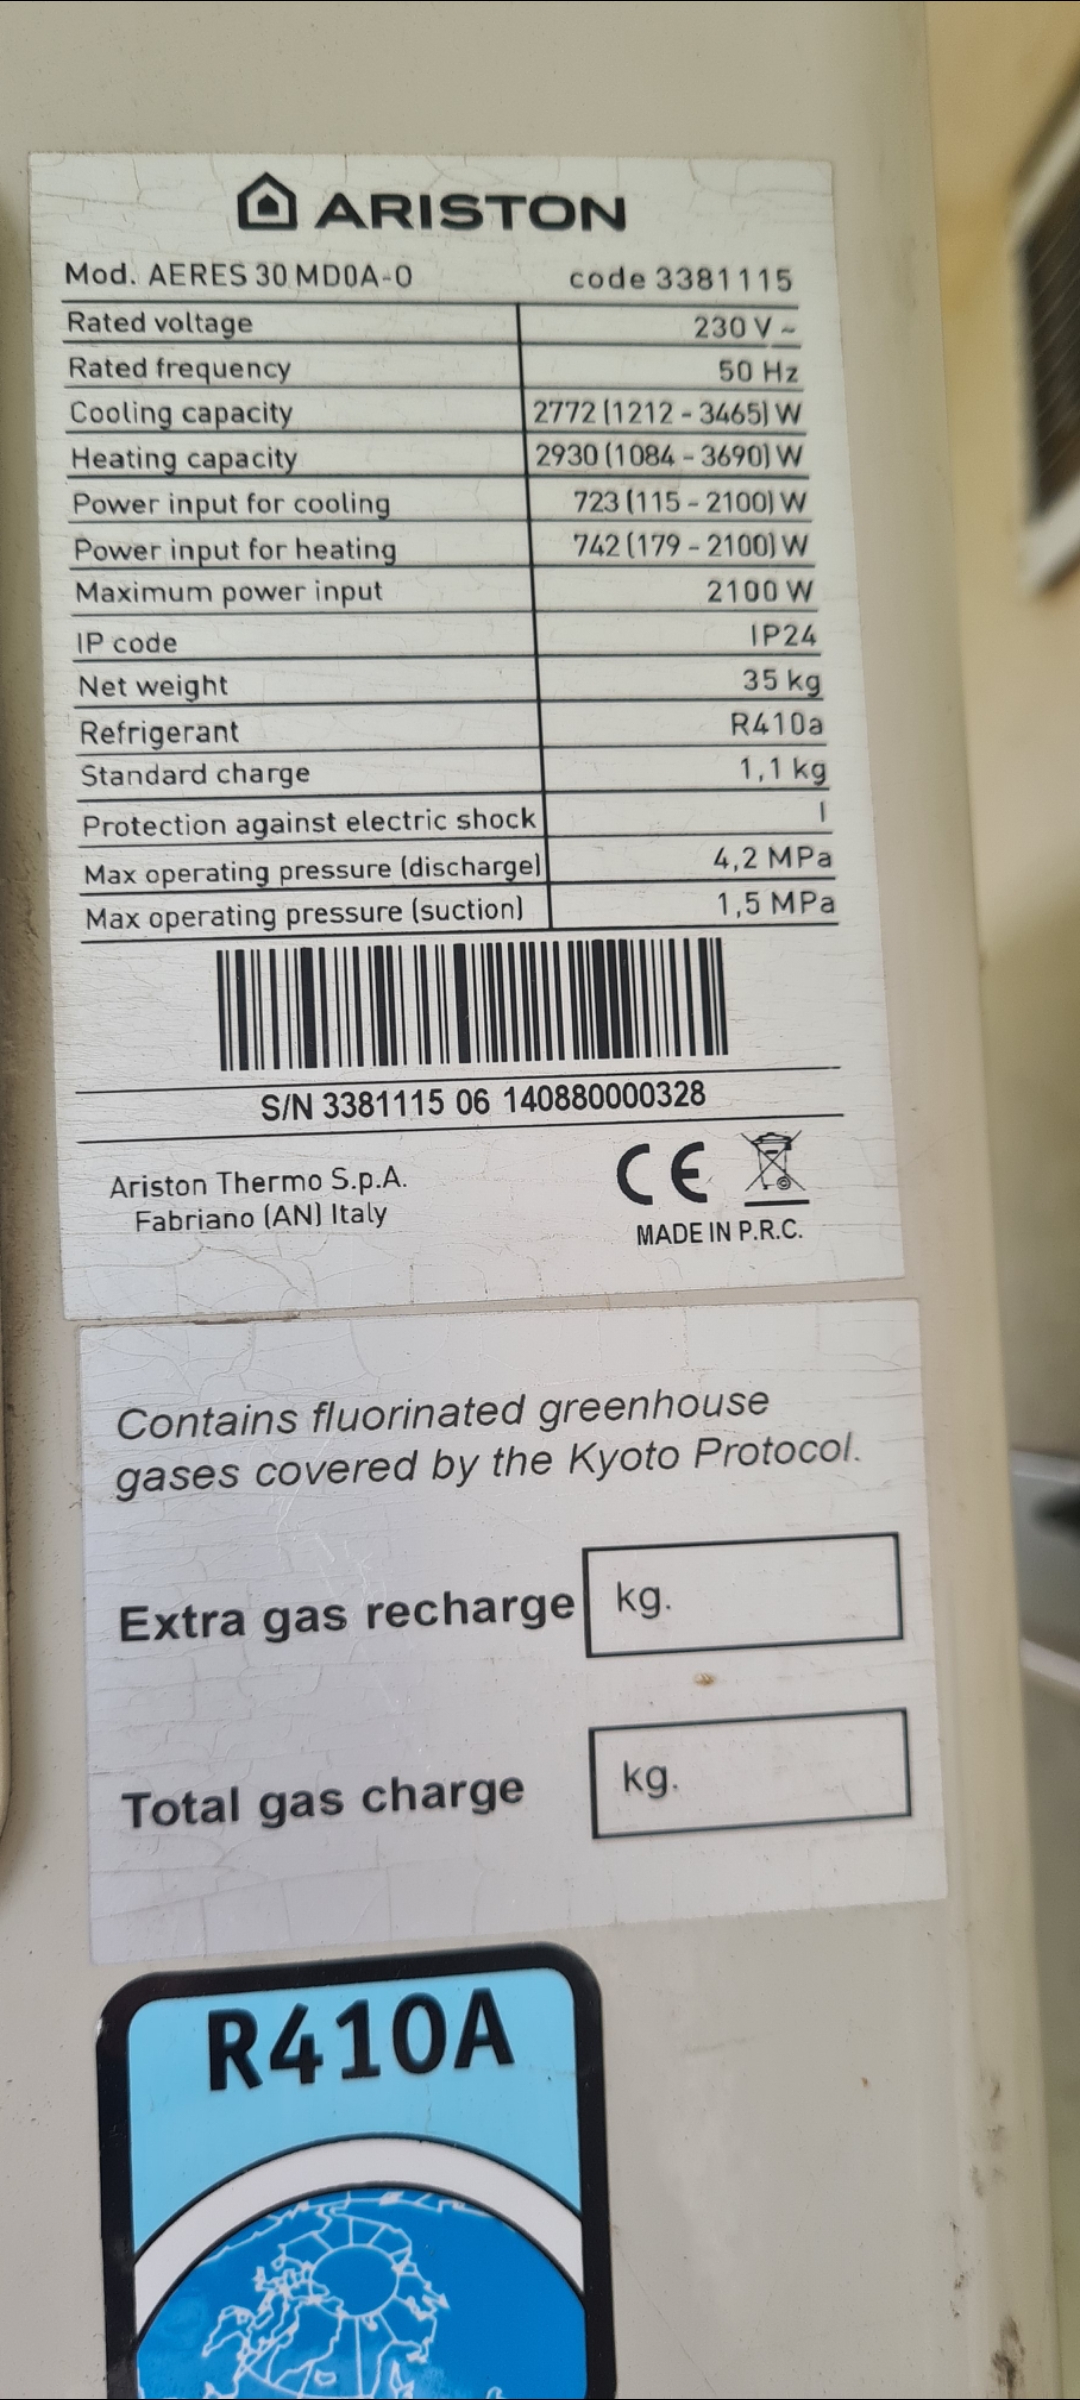 ARISTON
Mod. AERES 30 MD0A-O code 3381115
Rated voltage 230 V ~
Rated frequency 50 Hz
Cooling capacity 2772 (1212 - 3465) W
Heating capacity 2930 (1084 - 3690) W
Power input for cooling 723 (115 - 2100) W
Power input for heating 742 (179 - 2100) W
Maximum power input 2100 W
IP code IP24
Net weight 35 kg
Refrigerant R410a
Standard charge 1,1 kg
Protection against electric shock I
Max operating pressure (discharge) 4,2 MPa
Max operating pressure (suction) 1,5 MPa
S/N 3381115 06 140880000328
Ariston Thermo S.p.A.
Fabriano (AN) Italy
CE
MADE IN P.R.C.
Contains fluorinated greenhouse
gases covered by the Kyoto Protocol.
Extra gas recharge kg.
Total gas charge kg.
R410A